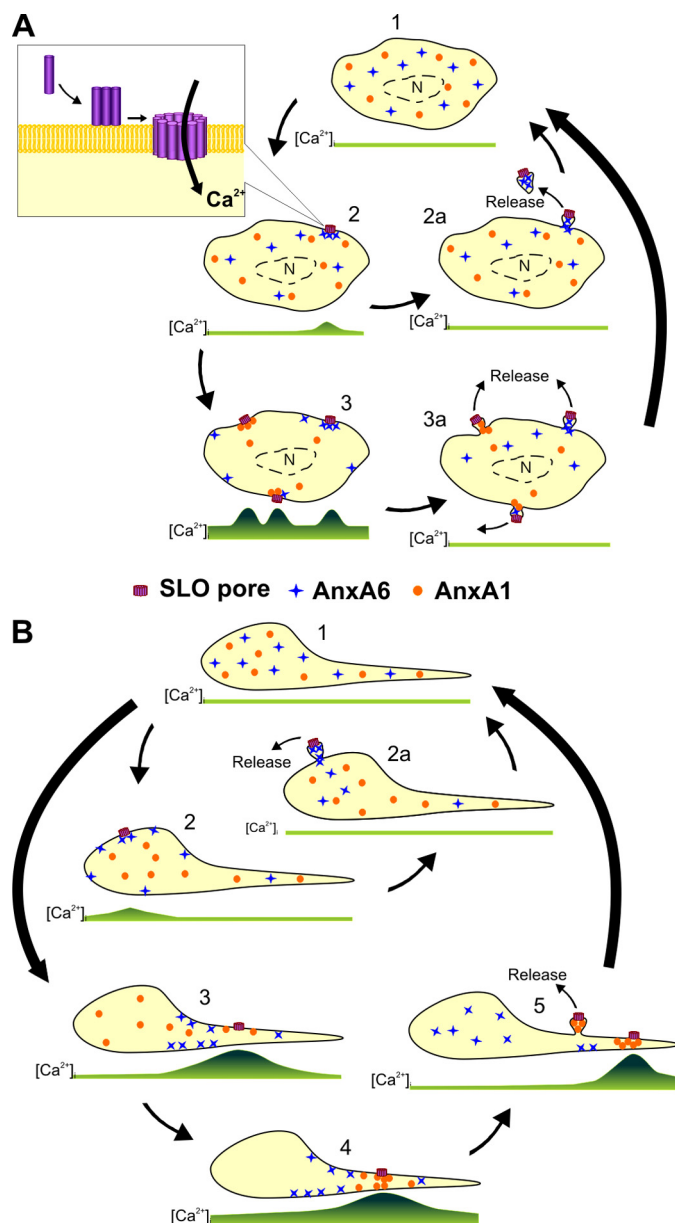 A
1
N
[Ca²⁺]ᵢ
Ca²⁺
2
N
[Ca²⁺]ᵢ
2a
Release
N
[Ca²⁺]ᵢ
3
N
[Ca²⁺]ᵢ
Release
3a
N
[Ca²⁺]ᵢ
SLO pore AnxA6 AnxA1
B
1
[Ca²⁺]ᵢ
Release
2a
[Ca²⁺]ᵢ
2
[Ca²⁺]ᵢ
3
[Ca²⁺]ᵢ
Release
5
[Ca²⁺]ᵢ
4
[Ca²⁺]ᵢ